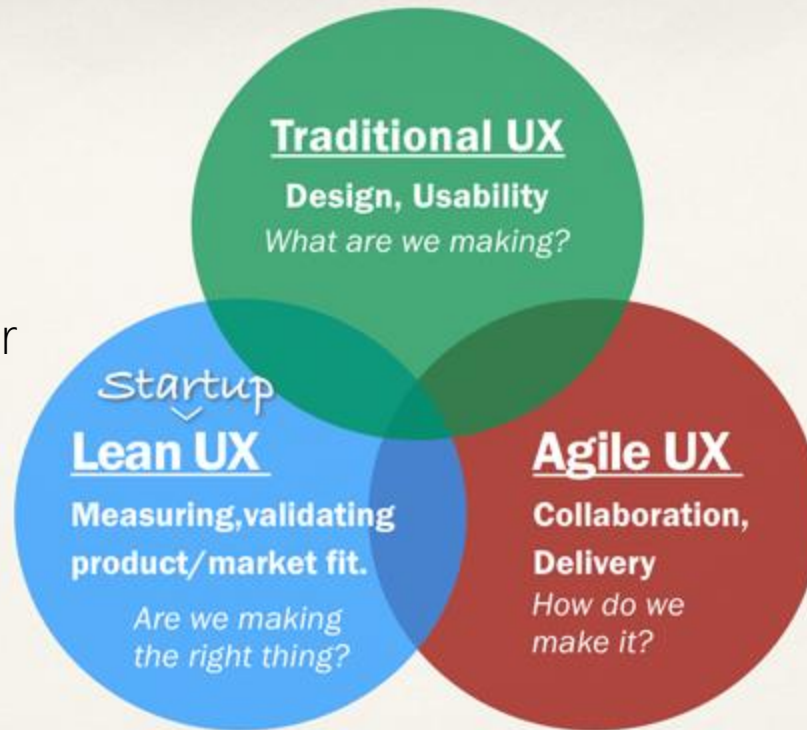 Traditional UX
Design, Usability
What are we making?
r
Startup
Lean UX
Measuring,validating
product/market fit.
Are we making
the right thing?
Agile UX
Collaboration,
Delivery
How do we
make it?